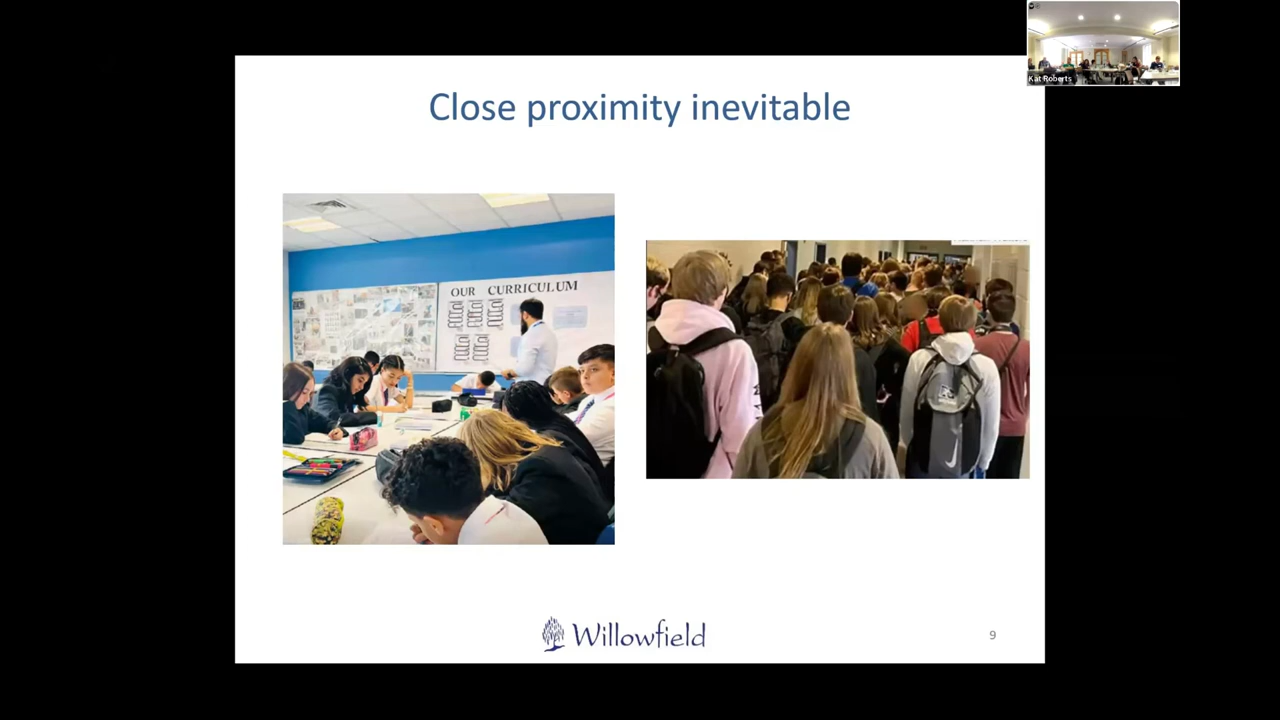 Kat Roberts
Close proximity inevitable
OUR CURRICULUM
Willowfield
9